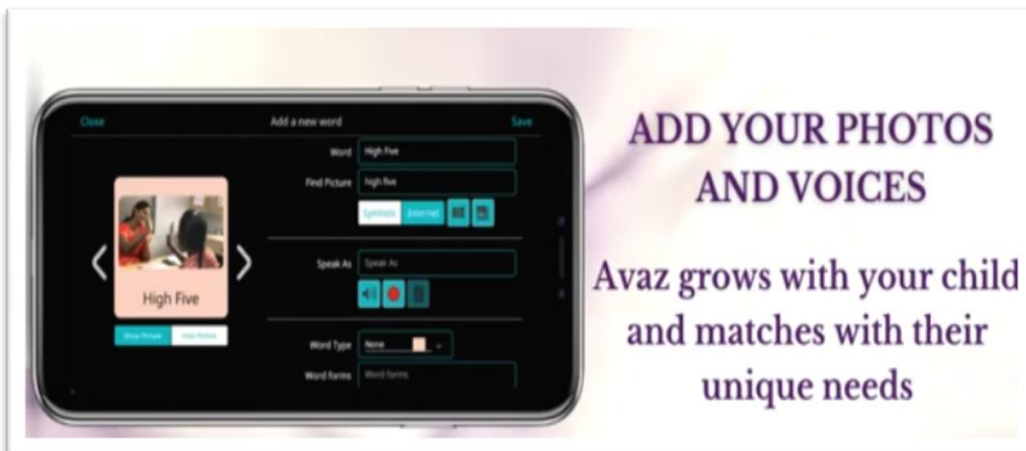 Close
Add a new word
Save
Word
High Five
Find Picture
high five
Symbols
Internet
High Five
Show Picture
Speak As
Speak As
Word Type
None
Word forms
Word forms
ADD YOUR PHOTOS
AND VOICES
Avaz grows with your child
and matches with their
unique needs